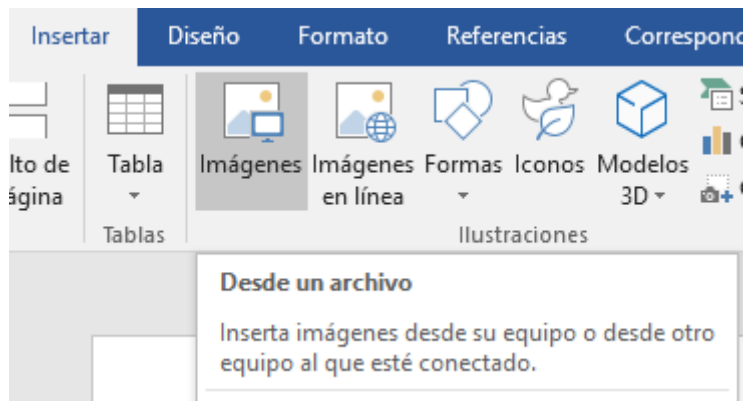 Insertar Diseño Formato Referencias
Tabla Imágenes Imágenes Formas Iconos Modelos
en línea 3D
Tablas Ilustraciones
Desde un archivo
Inserta imágenes desde su equipo o desde otro
equipo al que esté conectado.